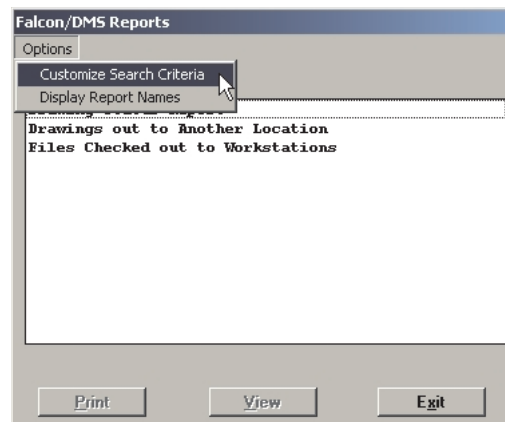 Falcon/DMS Reports
Options
Customize Search Criteria
Display Report Names
Drawings out to Another Location
Files Checked out to Workstations
Print
View
Exit